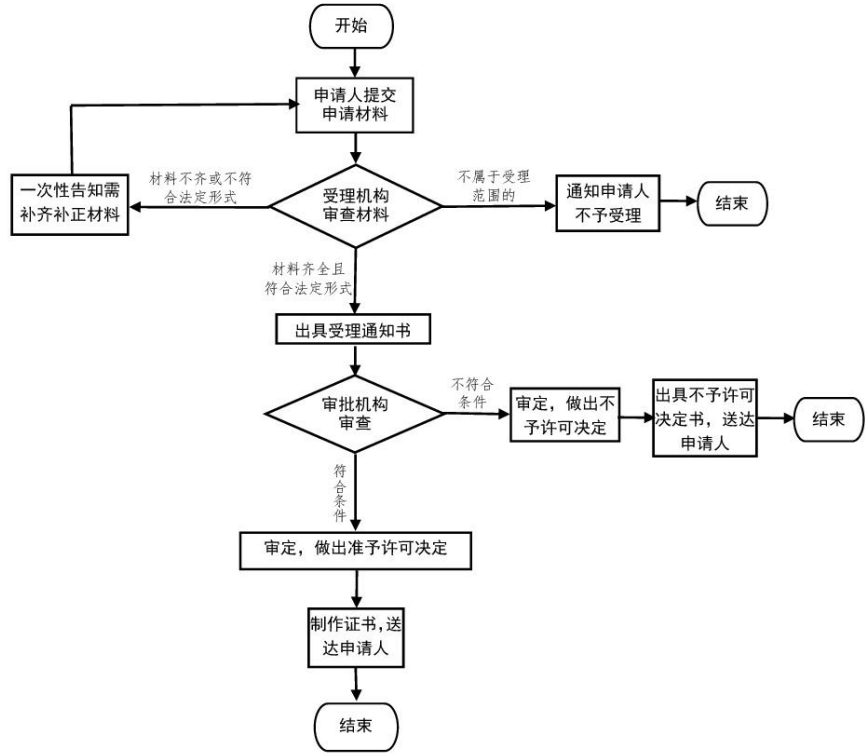 开始
申请人提交
申请材料
材料不齐或不符
合法定形式
一次性告知需
补齐补正材料
受理机构
审查材料
不属于受理
范围的
通知申请人
不予受理
结束
材料齐全且
符合法定形式
出具受理通知书
审批机构
审查
不符合
条件
审定，做出不
予许可决定
出具不予许可
决定书，送达
申请人
结束
符
合
条
件
审定，做出准予许可决定
制作证书，送
达申请人
结束